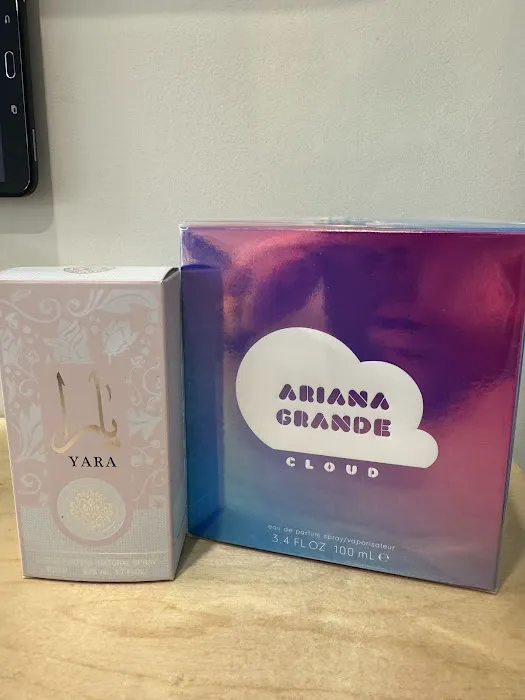 يارا
YARA
ARIANA
GRANDE
CLOUD
eau de parfum spray/vaporisateur
3.4 FL OZ 100 mL ℮